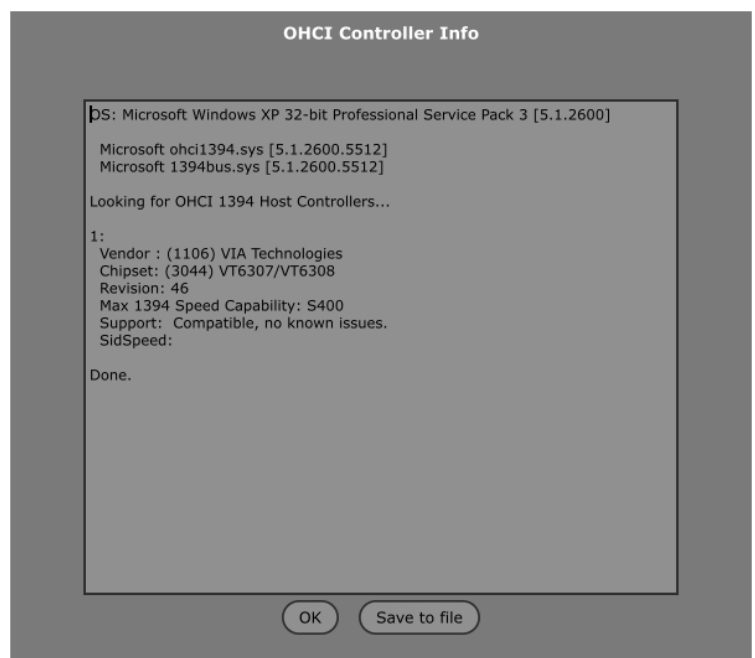 OHCI Controller Info
OS: Microsoft Windows XP 32-bit Professional Service Pack 3 [5.1.2600]
Microsoft ohci1394.sys [5.1.2600.5512]
Microsoft 1394bus.sys [5.1.2600.5512]
Looking for OHCI 1394 Host Controllers...
1:
Vendor : (1106) VIA Technologies
Chipset: (3044) VT6307/VT6308
Revision: 46
Max 1394 Speed Capability: S400
Support:  Compatible, no known issues.
SidSpeed:
Done.
OK
Save to file